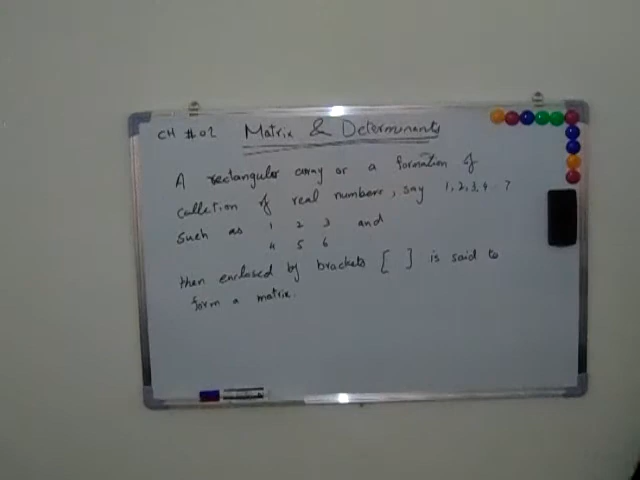 CH # 02 Matrix & Determinants
A rectangular array or a formation of
collection of real numbers, say 1, 2, 3, 4 .. 7
Such as 1 2 3 and
4 5 6
then enclosed by brackets [ ] is said to
form a matrix.